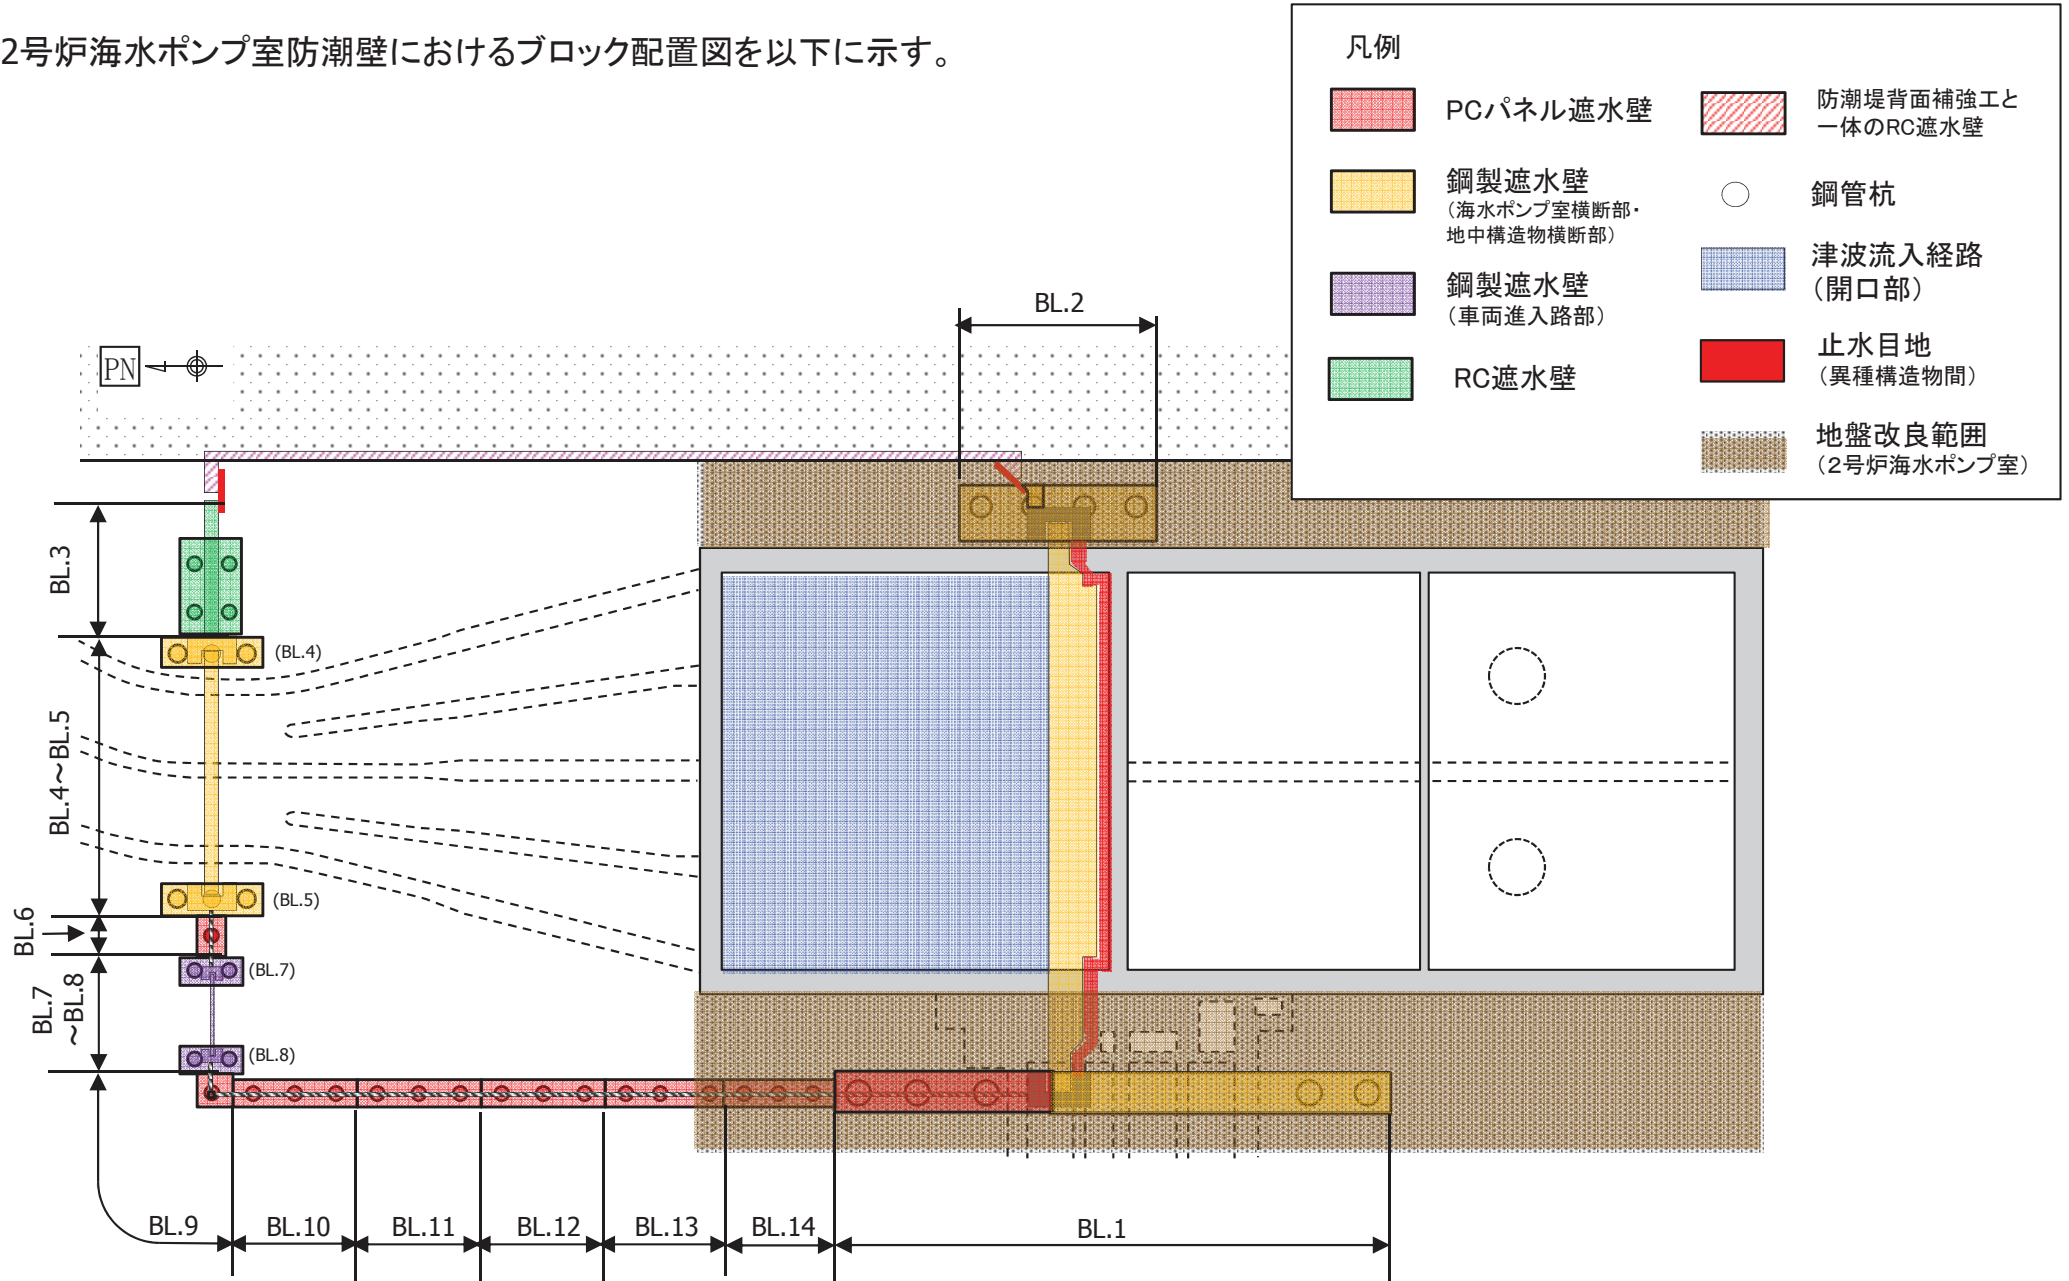 2号炉海水ポンプ室防潮壁におけるブロック配置図を以下に示す。
凡例
PCパネル遮水壁
鋼製遮水壁
（海水ポンプ室横断部・
地中構造物横断部）
鋼製遮水壁
（車両進入路部）
RC遮水壁
防潮堤背面補強工と
一体のRC遮水壁
鋼管杭
津波流入経路
（開口部）
止水目地
（異種構造物間）
地盤改良範囲
（２号炉海水ポンプ室）
BL.2
PN
BL.3
(BL.4)
BL.4～BL.5
(BL.5)
BL.6
(BL.7)
BL.7
～BL.8
(BL.8)
BL.9
BL.10
BL.11
BL.12
BL.13
BL.14
BL.1